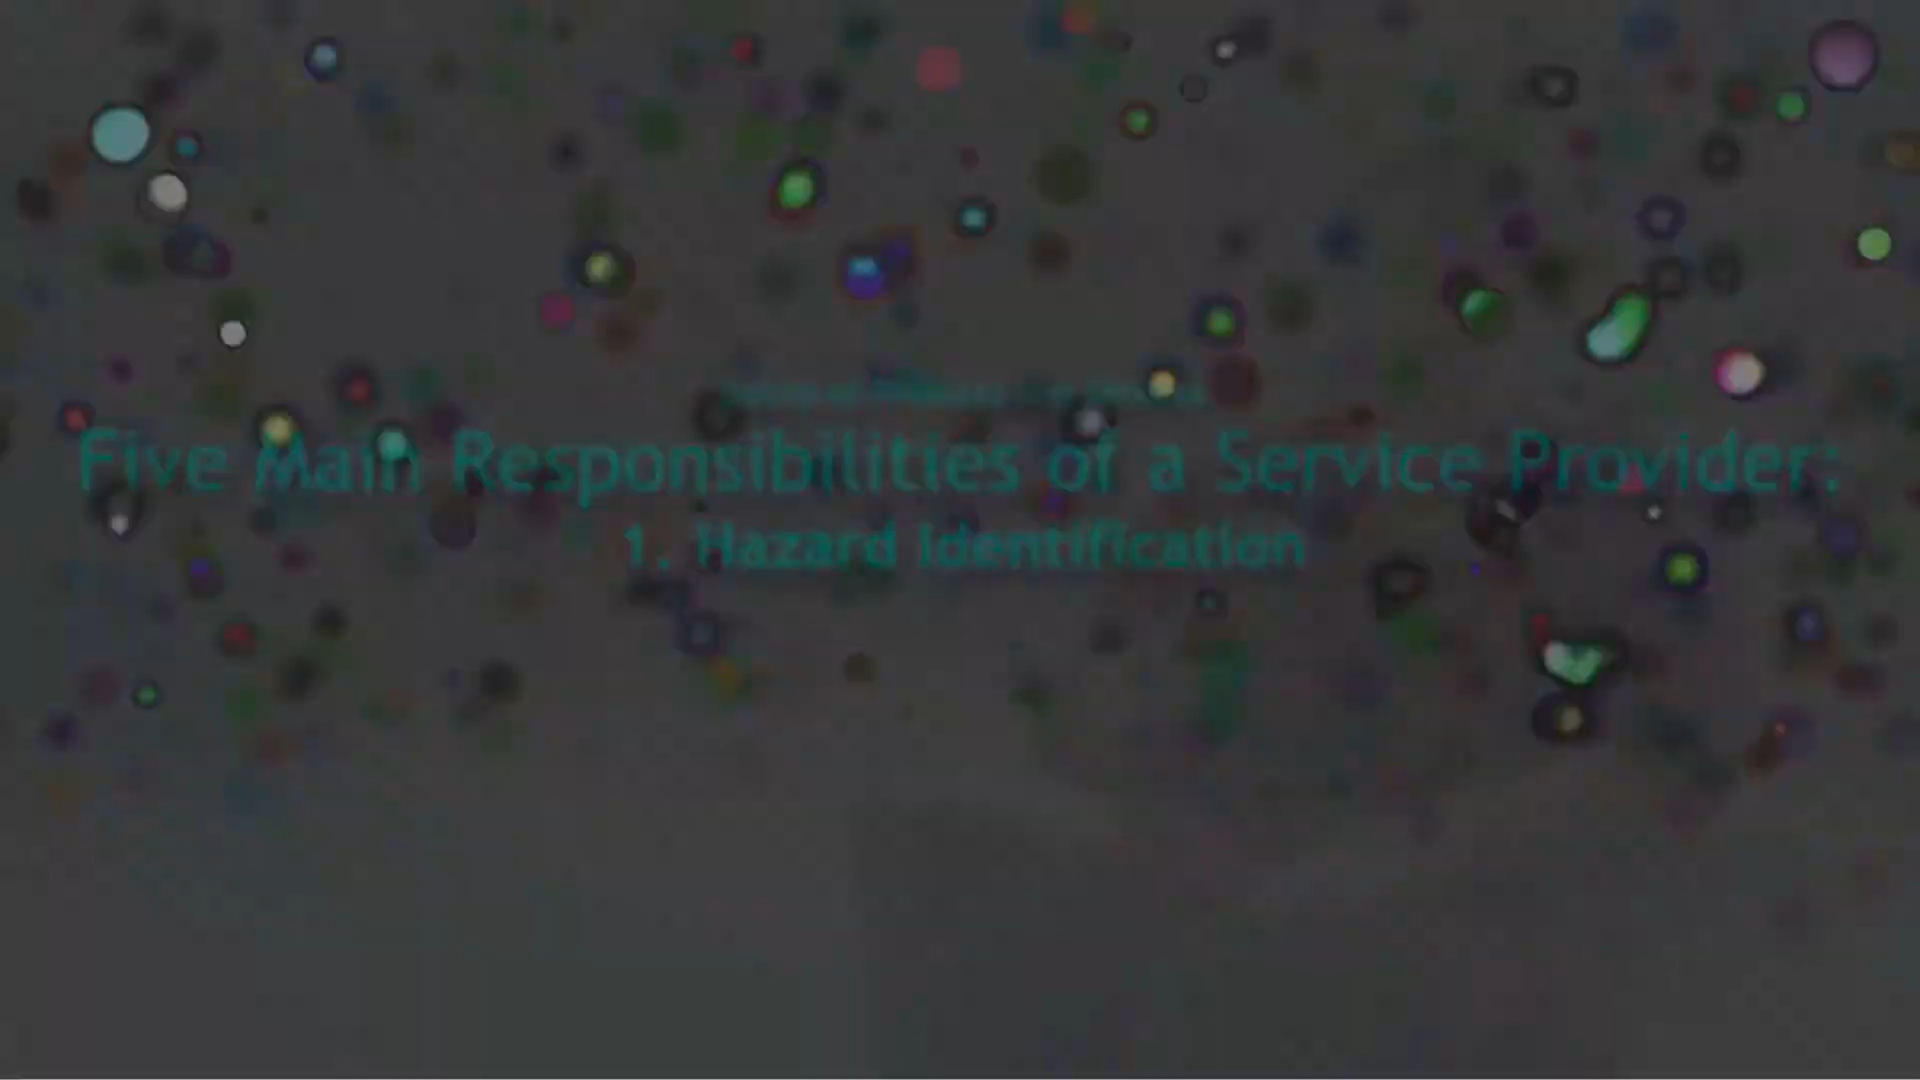 Five Main Responsibilities of a Service Provider:
1. Hazard Identification